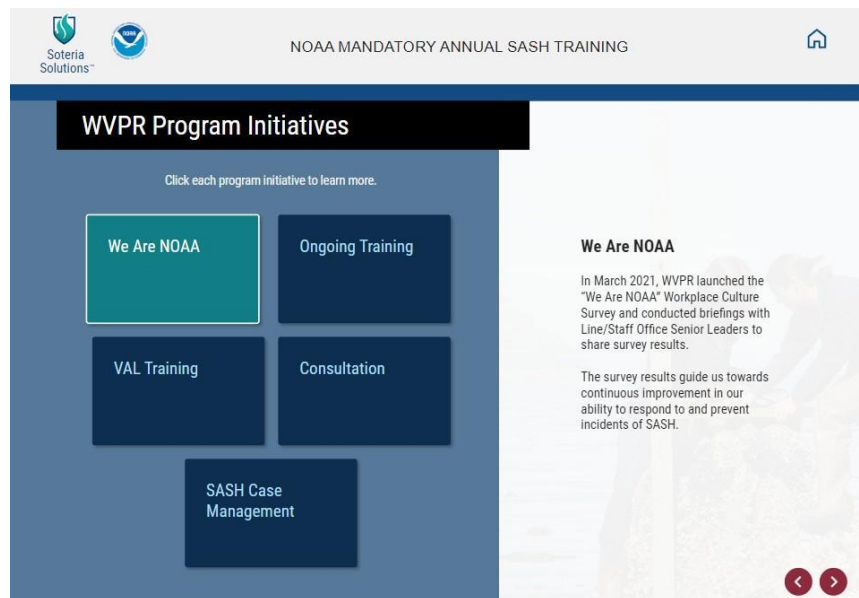 Soteria
Solutions™
NOAA
NOAA MANDATORY ANNUAL SASH TRAINING
WVPR Program Initiatives
Click each program initiative to learn more.
We Are NOAA
Ongoing Training
VAL Training
Consultation
SASH Case
Management
We Are NOAA
In March 2021, WVPR launched the
“We Are NOAA” Workplace Culture
Survey and conducted briefings with
Line/Staff Office Senior Leaders to
share survey results.
The survey results guide us towards
continuous improvement in our
ability to respond to and prevent
incidents of SASH.